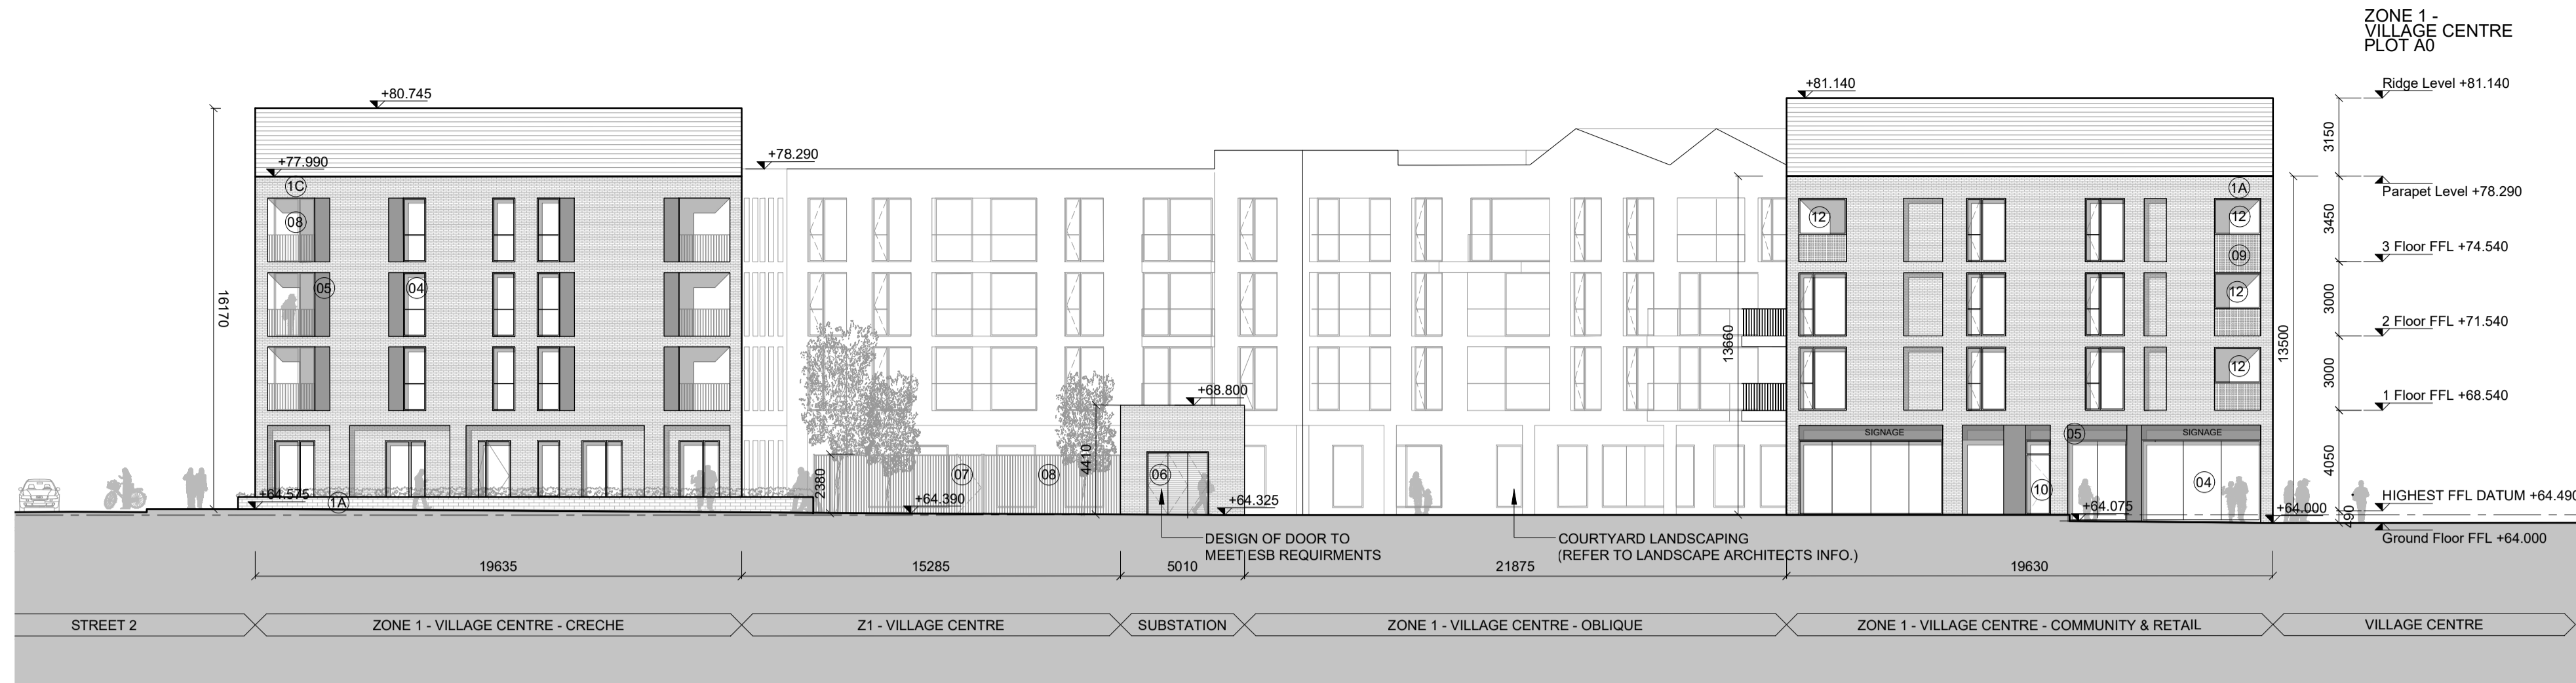 ZONE 1 -
VILLAGE CENTRE
PLOT A0
+80.745
+81.140
Ridge Level +81.140
3150
+77.990
+78.290
1C
1A
Parapet Level +78.290
08
12
12
3450
09
3 Floor FFL +74.540
05
04
12
16170
3000
13660
13500
2 Floor FFL +71.540
12
3000
+68.800
1 Floor FFL +68.540
SIGNAGE
05
SIGNAGE
4050
2380
07
08
4410
06
10
04
+64.575
1A
+64.390
+64.325
+64.075
+64.000
HIGHEST FFL DATUM +64.490
490
Ground Floor FFL +64.000
DESIGN OF DOOR TO
MEET ESB REQUIRMENTS
COURTYARD LANDSCAPING
(REFER TO LANDSCAPE ARCHITECTS INFO.)
19635
15285
5010
21875
19630
STREET 2
ZONE 1 - VILLAGE CENTRE - CRECHE
Z1 - VILLAGE CENTRE
SUBSTATION
ZONE 1 - VILLAGE CENTRE - OBLIQUE
ZONE 1 - VILLAGE CENTRE - COMMUNITY & RETAIL
VILLAGE CENTRE